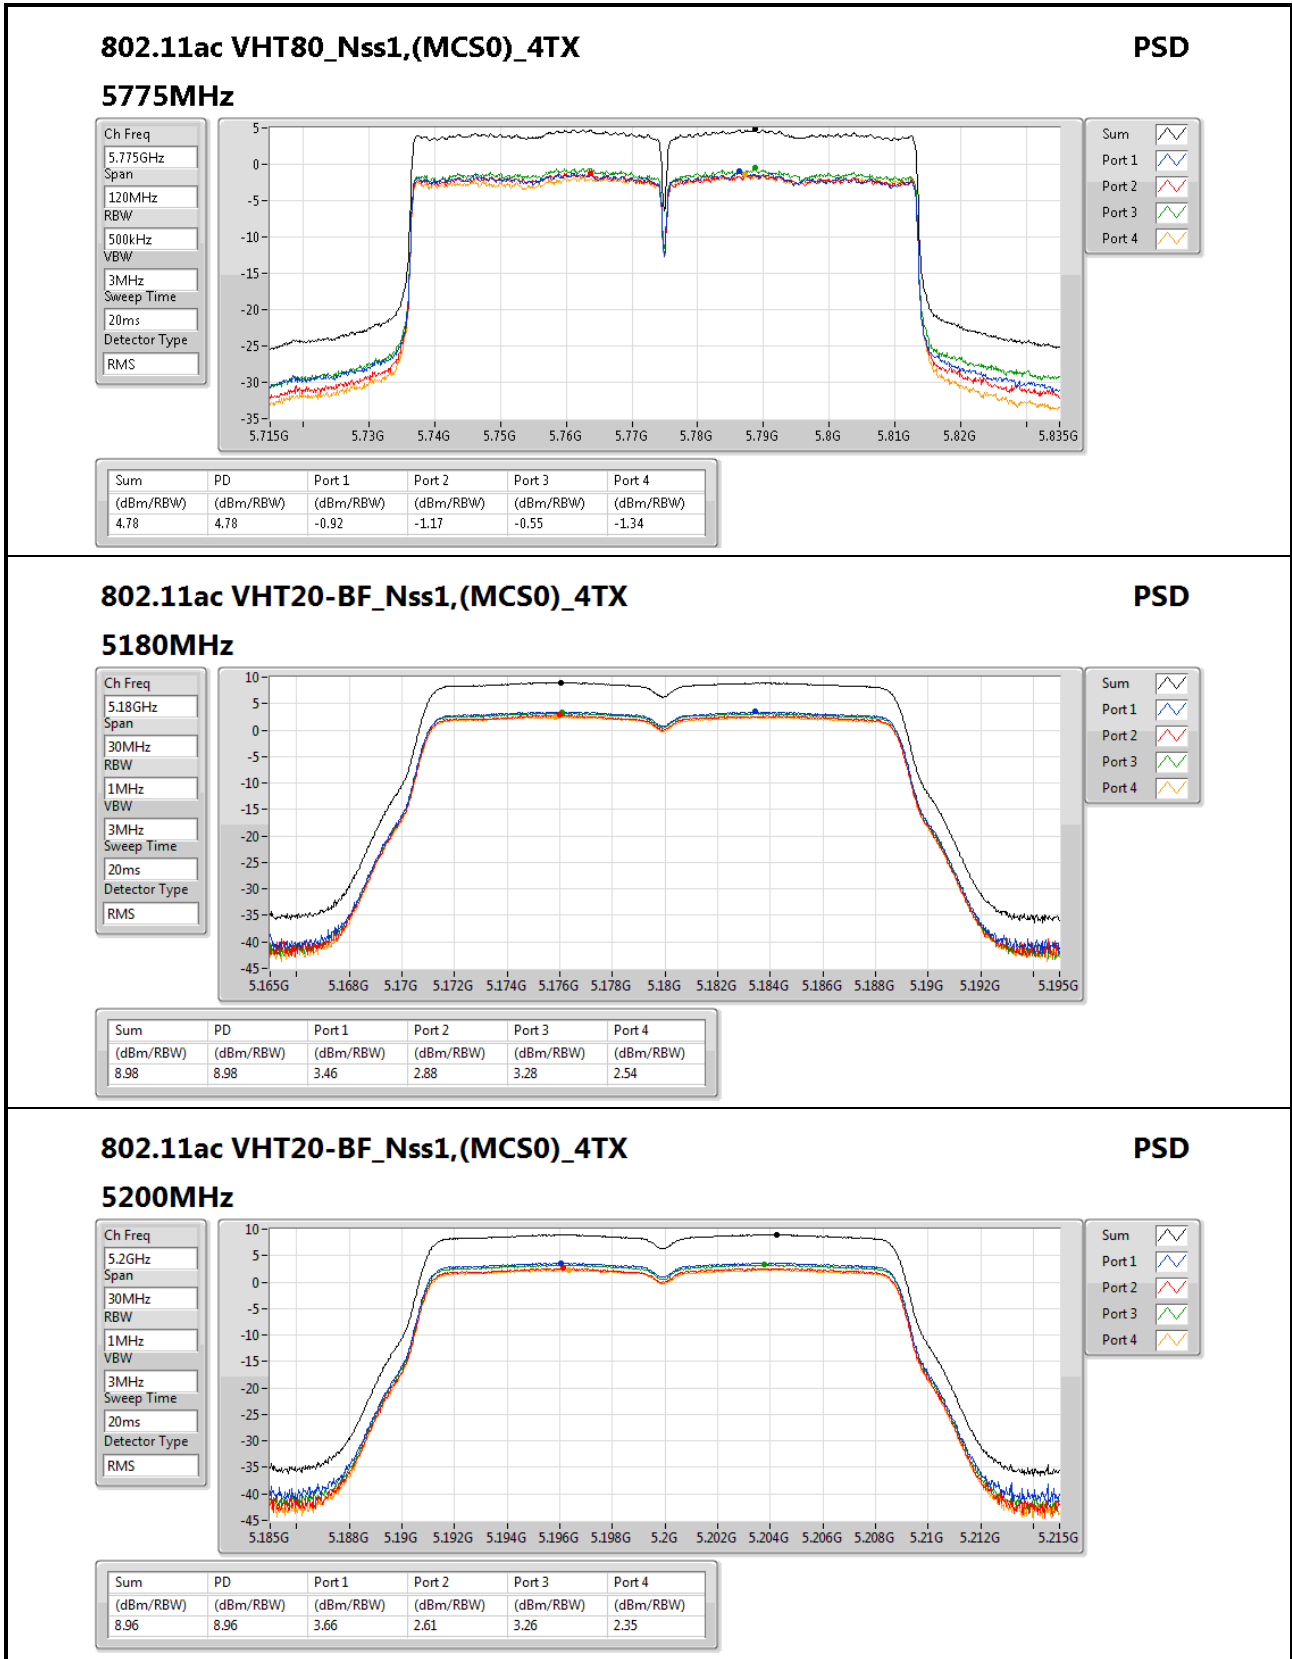 802.11ac VHT80_Nss1,(MCS0)_4TX PSD
5775MHz
Ch Freq
5.775GHz
Span
120MHz
RBW
500kHz
VBW
3MHz
Sweep Time
20ms
Detector Type
RMS
5
0
-5
-10
-15
-20
-25
-30
-35
5.715G 5.73G 5.74G 5.75G 5.76G 5.77G 5.78G 5.79G 5.8G 5.81G 5.82G 5.835G
Sum
Port 1
Port 2
Port 3
Port 4
Sum PD Port 1 Port 2 Port 3 Port 4
(dBm/RBW) (dBm/RBW) (dBm/RBW) (dBm/RBW) (dBm/RBW) (dBm/RBW)
4.78 4.78 -0.92 -1.17 -0.55 -1.34
802.11ac VHT20-BF_Nss1,(MCS0)_4TX PSD
5180MHz
Ch Freq
5.18GHz
Span
30MHz
RBW
1MHz
VBW
3MHz
Sweep Time
20ms
Detector Type
RMS
10
5
0
-5
-10
-15
-20
-25
-30
-35
-40
-45
5.165G 5.168G 5.17G 5.172G 5.174G 5.176G 5.178G 5.18G 5.182G 5.184G 5.186G 5.188G 5.19G 5.192G 5.195G
Sum
Port 1
Port 2
Port 3
Port 4
Sum PD Port 1 Port 2 Port 3 Port 4
(dBm/RBW) (dBm/RBW) (dBm/RBW) (dBm/RBW) (dBm/RBW) (dBm/RBW)
8.98 8.98 3.46 2.88 3.28 2.54
802.11ac VHT20-BF_Nss1,(MCS0)_4TX PSD
5200MHz
Ch Freq
5.2GHz
Span
30MHz
RBW
1MHz
VBW
3MHz
Sweep Time
20ms
Detector Type
RMS
10
5
0
-5
-10
-15
-20
-25
-30
-35
-40
-45
5.185G 5.188G 5.19G 5.192G 5.194G 5.196G 5.198G 5.2G 5.202G 5.204G 5.206G 5.208G 5.21G 5.212G 5.215G
Sum
Port 1
Port 2
Port 3
Port 4
Sum PD Port 1 Port 2 Port 3 Port 4
(dBm/RBW) (dBm/RBW) (dBm/RBW) (dBm/RBW) (dBm/RBW) (dBm/RBW)
8.96 8.96 3.66 2.61 3.26 2.35